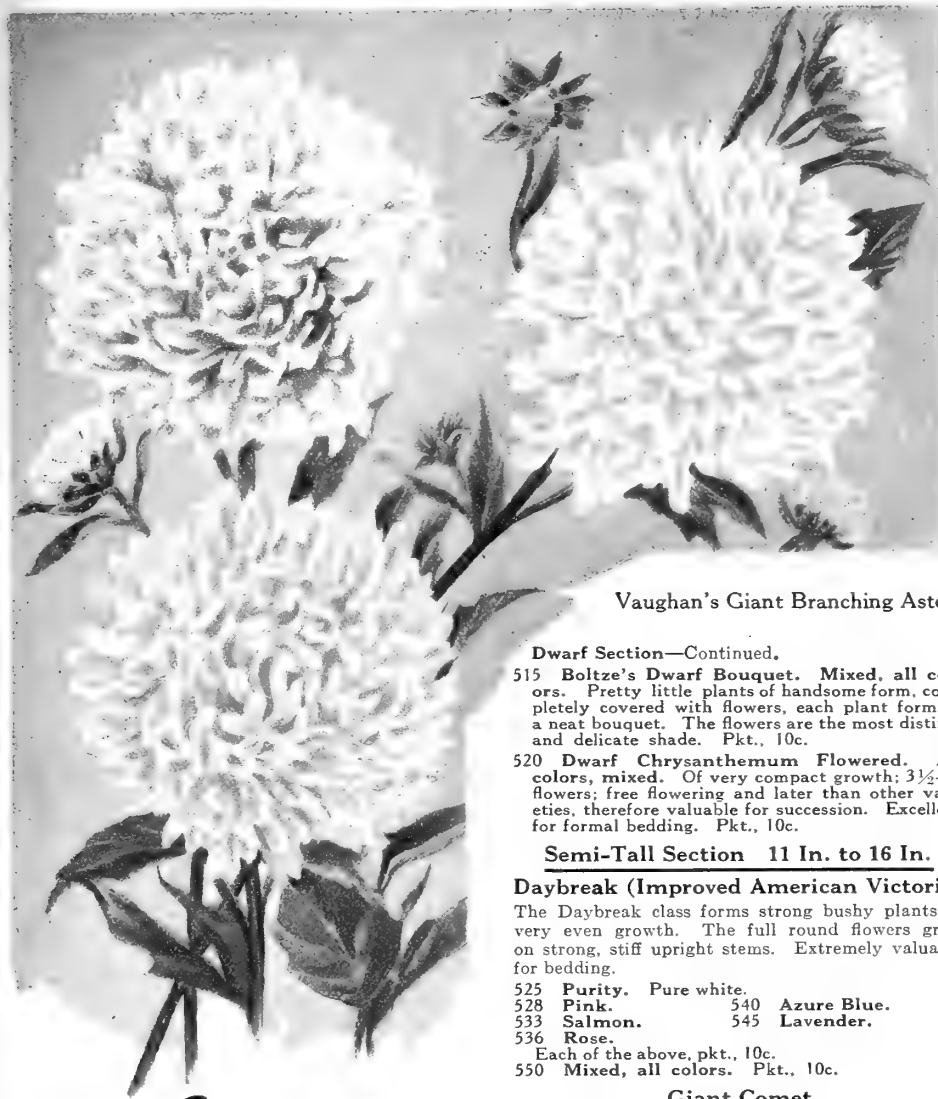 Vaughan's Giant Branching Aste
Dwarf Section—Continued.
515 Boltze's Dwarf Bouquet. Mixed, all c
ors. Pretty little plants of handsome form, co
pletely covered with flowers, each plant form
a neat bouquet. The flowers are the most disti
and delicate shade. Pkt., 10c.
520 Dwarf Chrysanthemum Flowered.
colors, mixed. Of very compact growth; 3½-
flowers; free flowering and later than other va
eties, therefore valuable for succession. Excell
for formal bedding. Pkt., 10c.
Semi-Tall Section 11 In. to 16 In.
Daybreak (Improved American Victori
The Daybreak class forms strong bushy plants
very even growth. The full round flowers gr
on strong, stiff upright stems. Extremely valua
for bedding.
525 Purity. Pure white.
528 Pink. 540 Azure Blue.
533 Salmon. 545 Lavender.
536 Rose.
Each of the above, pkt., 10c.
550 Mixed, all colors. Pkt., 10c.
Giant Comet